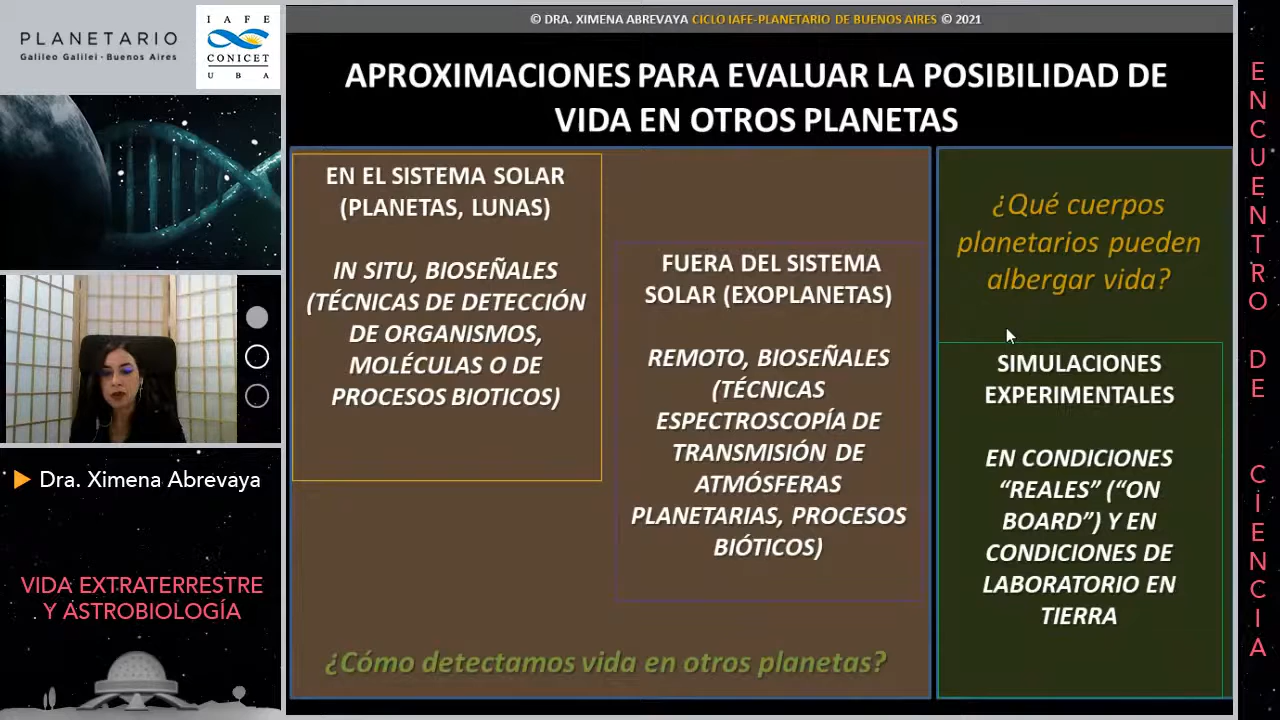 PLANETARIO
Galileo Galilei · Buenos Aires
I A F E
CONICET
U B A
© DRA. XIMENA ABREVAYA CICLO IAFE-PLANETARIO DE BUENOS AIRES © 2021
APROXIMACIONES PARA EVALUAR LA POSIBILIDAD DE
VIDA EN OTROS PLANETAS
EN EL SISTEMA SOLAR
(PLANETAS, LUNAS)
IN SITU, BIOSEÑALES
(TÉCNICAS DE DETECCIÓN
DE ORGANISMOS,
MOLÉCULAS O DE
PROCESOS BIOTICOS)
FUERA DEL SISTEMA
SOLAR (EXOPLANETAS)
REMOTO, BIOSEÑALES
(TÉCNICAS
ESPECTROSCOPÍA DE
TRANSMISIÓN DE
ATMÓSFERAS
PLANETARIAS, PROCESOS
BIÓTICOS)
¿Cómo detectamos vida en otros planetas?
¿Qué cuerpos
planetarios pueden
albergar vida?
SIMULACIONES
EXPERIMENTALES
EN CONDICIONES
“REALES” (“ON
BOARD”) Y EN
CONDICIONES DE
LABORATORIO EN
TIERRA
Dra. Ximena Abrevaya
VIDA EXTRATERRESTRE
Y ASTROBIOLOGÍA
ENCUENTRO DE CIENCIA